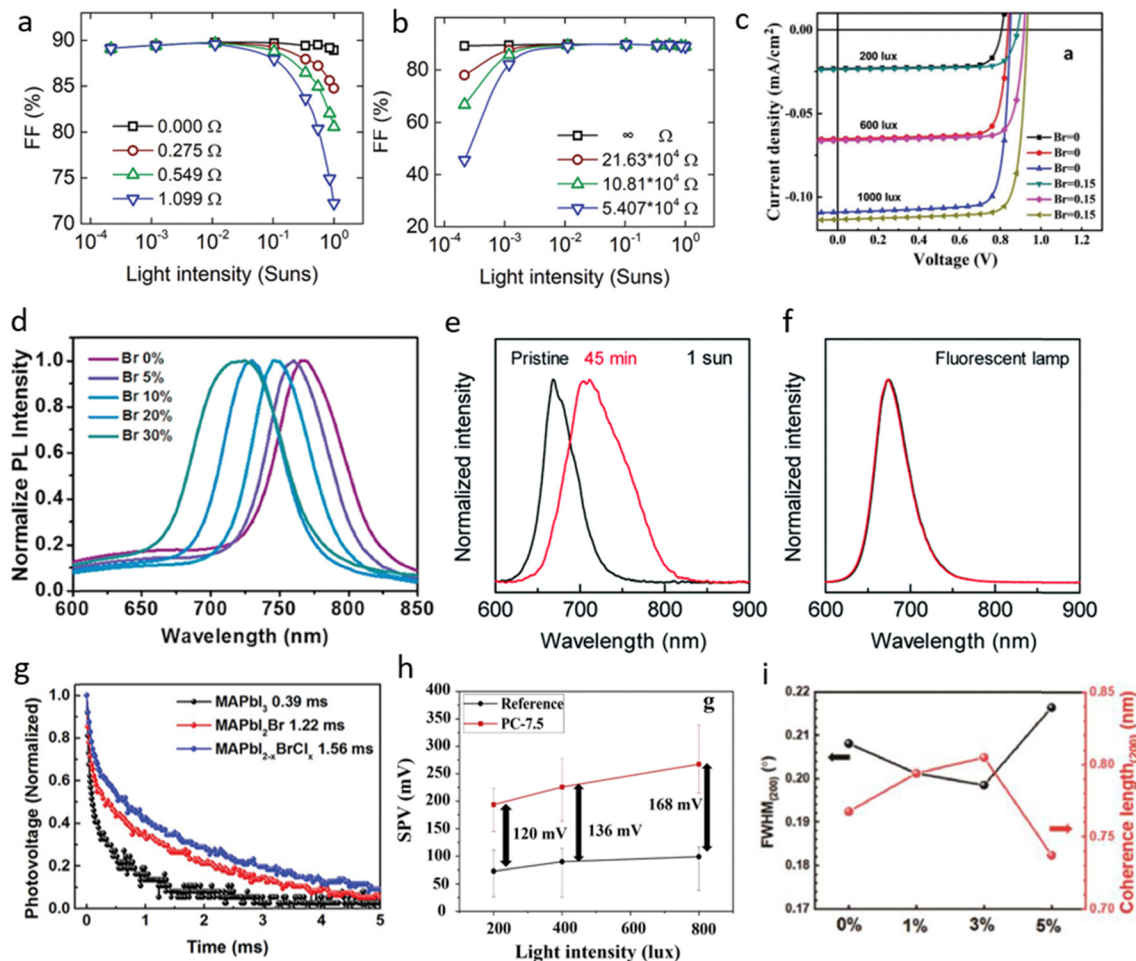 a
90
85
80
75
70
FF (%)
0.000 Ω
0.275 Ω
0.549 Ω
1.099 Ω
10⁻⁴ 10⁻³ 10⁻² 10⁻¹ 10⁰
Light intensity (Suns)
b
80
60
40
20
FF (%)
∞ Ω
21.63*10⁴ Ω
10.81*10⁴ Ω
5.407*10⁴ Ω
10⁻⁴ 10⁻³ 10⁻² 10⁻¹ 10⁰
Light intensity (Suns)
c
0.00
-0.05
-0.10
Current density (mA/cm²)
a
200 lux
600 lux
1000 lux
Br=0
Br=0
Br=0
Br=0.15
Br=0.15
Br=0.15
0.0 0.2 0.4 0.6 0.8 1.0 1.2
Voltage (V)
d
1.0
0.8
0.6
0.4
0.2
0.0
Normalize PL Intensity
Br 0%
Br 5%
Br 10%
Br 20%
Br 30%
600 650 700 750 800 850
Wavelength (nm)
e
Normalized intensity
Pristine 45 min 1 sun
600 700 800 900
Wavelength (nm)
f
Normalized intensity
Fluorescent lamp
600 700 800 900
Wavelength (nm)
g
1.0
0.8
0.6
0.4
0.2
0.0
Photovoltage (Normalized)
MAPbI₃ 0.39 ms
MAPbI₂Br 1.22 ms
MAPbI₂₋ₓBrClₓ 1.56 ms
0 1 2 3 4 5
Time (ms)
h
400
350
300
250
200
150
100
50
0
SPV (mV)
Reference
PC-7.5
g
120 mV
136 mV
168 mV
200 300 400 500 600 700 800
Light intensity (lux)
i
0.22
0.21
0.20
0.19
0.18
0.17
FWHM₍₂₀₀₎ (°)
0.85
0.80
0.75
0.70
Coherence length₍₂₀₀₎ (nm)
0% 1% 3% 5%